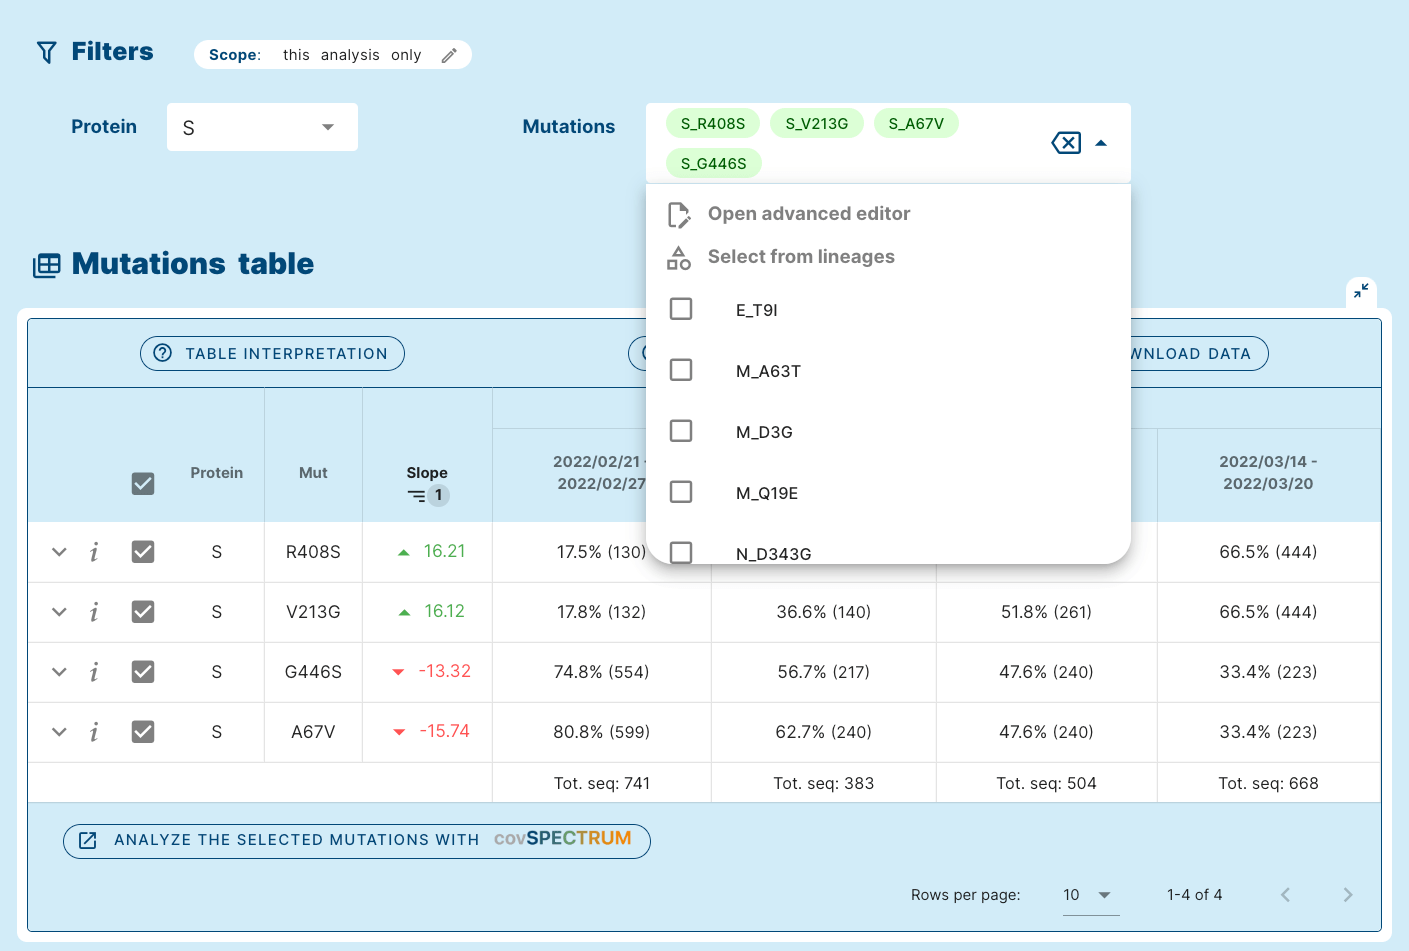 Filters
Scope: this analysis only
Protein
S
Mutations
S_R408S S_V213G S_A67V
S_G446S
Open advanced editor
Select from lineages
E_T9I
M_A63T
M_D3G
M_Q19E
N_D343G
Mutations table
TABLE INTERPRETATION
WNLOAD DATA
Protein Mut Slope 1
2022/02/21 -
2022/02/27
2022/03/14 -
2022/03/20
i S R408S 16.21 17.5% (130) 66.5% (444)
i S V213G 16.12 17.8% (132) 36.6% (140) 51.8% (261) 66.5% (444)
i S G446S -13.32 74.8% (554) 56.7% (217) 47.6% (240) 33.4% (223)
i S A67V -15.74 80.8% (599) 62.7% (240) 47.6% (240) 33.4% (223)
Tot. seq: 741 Tot. seq: 383 Tot. seq: 504 Tot. seq: 668
ANALYZE THE SELECTED MUTATIONS WITH covSPECTRUM
Rows per page: 10 1-4 of 4